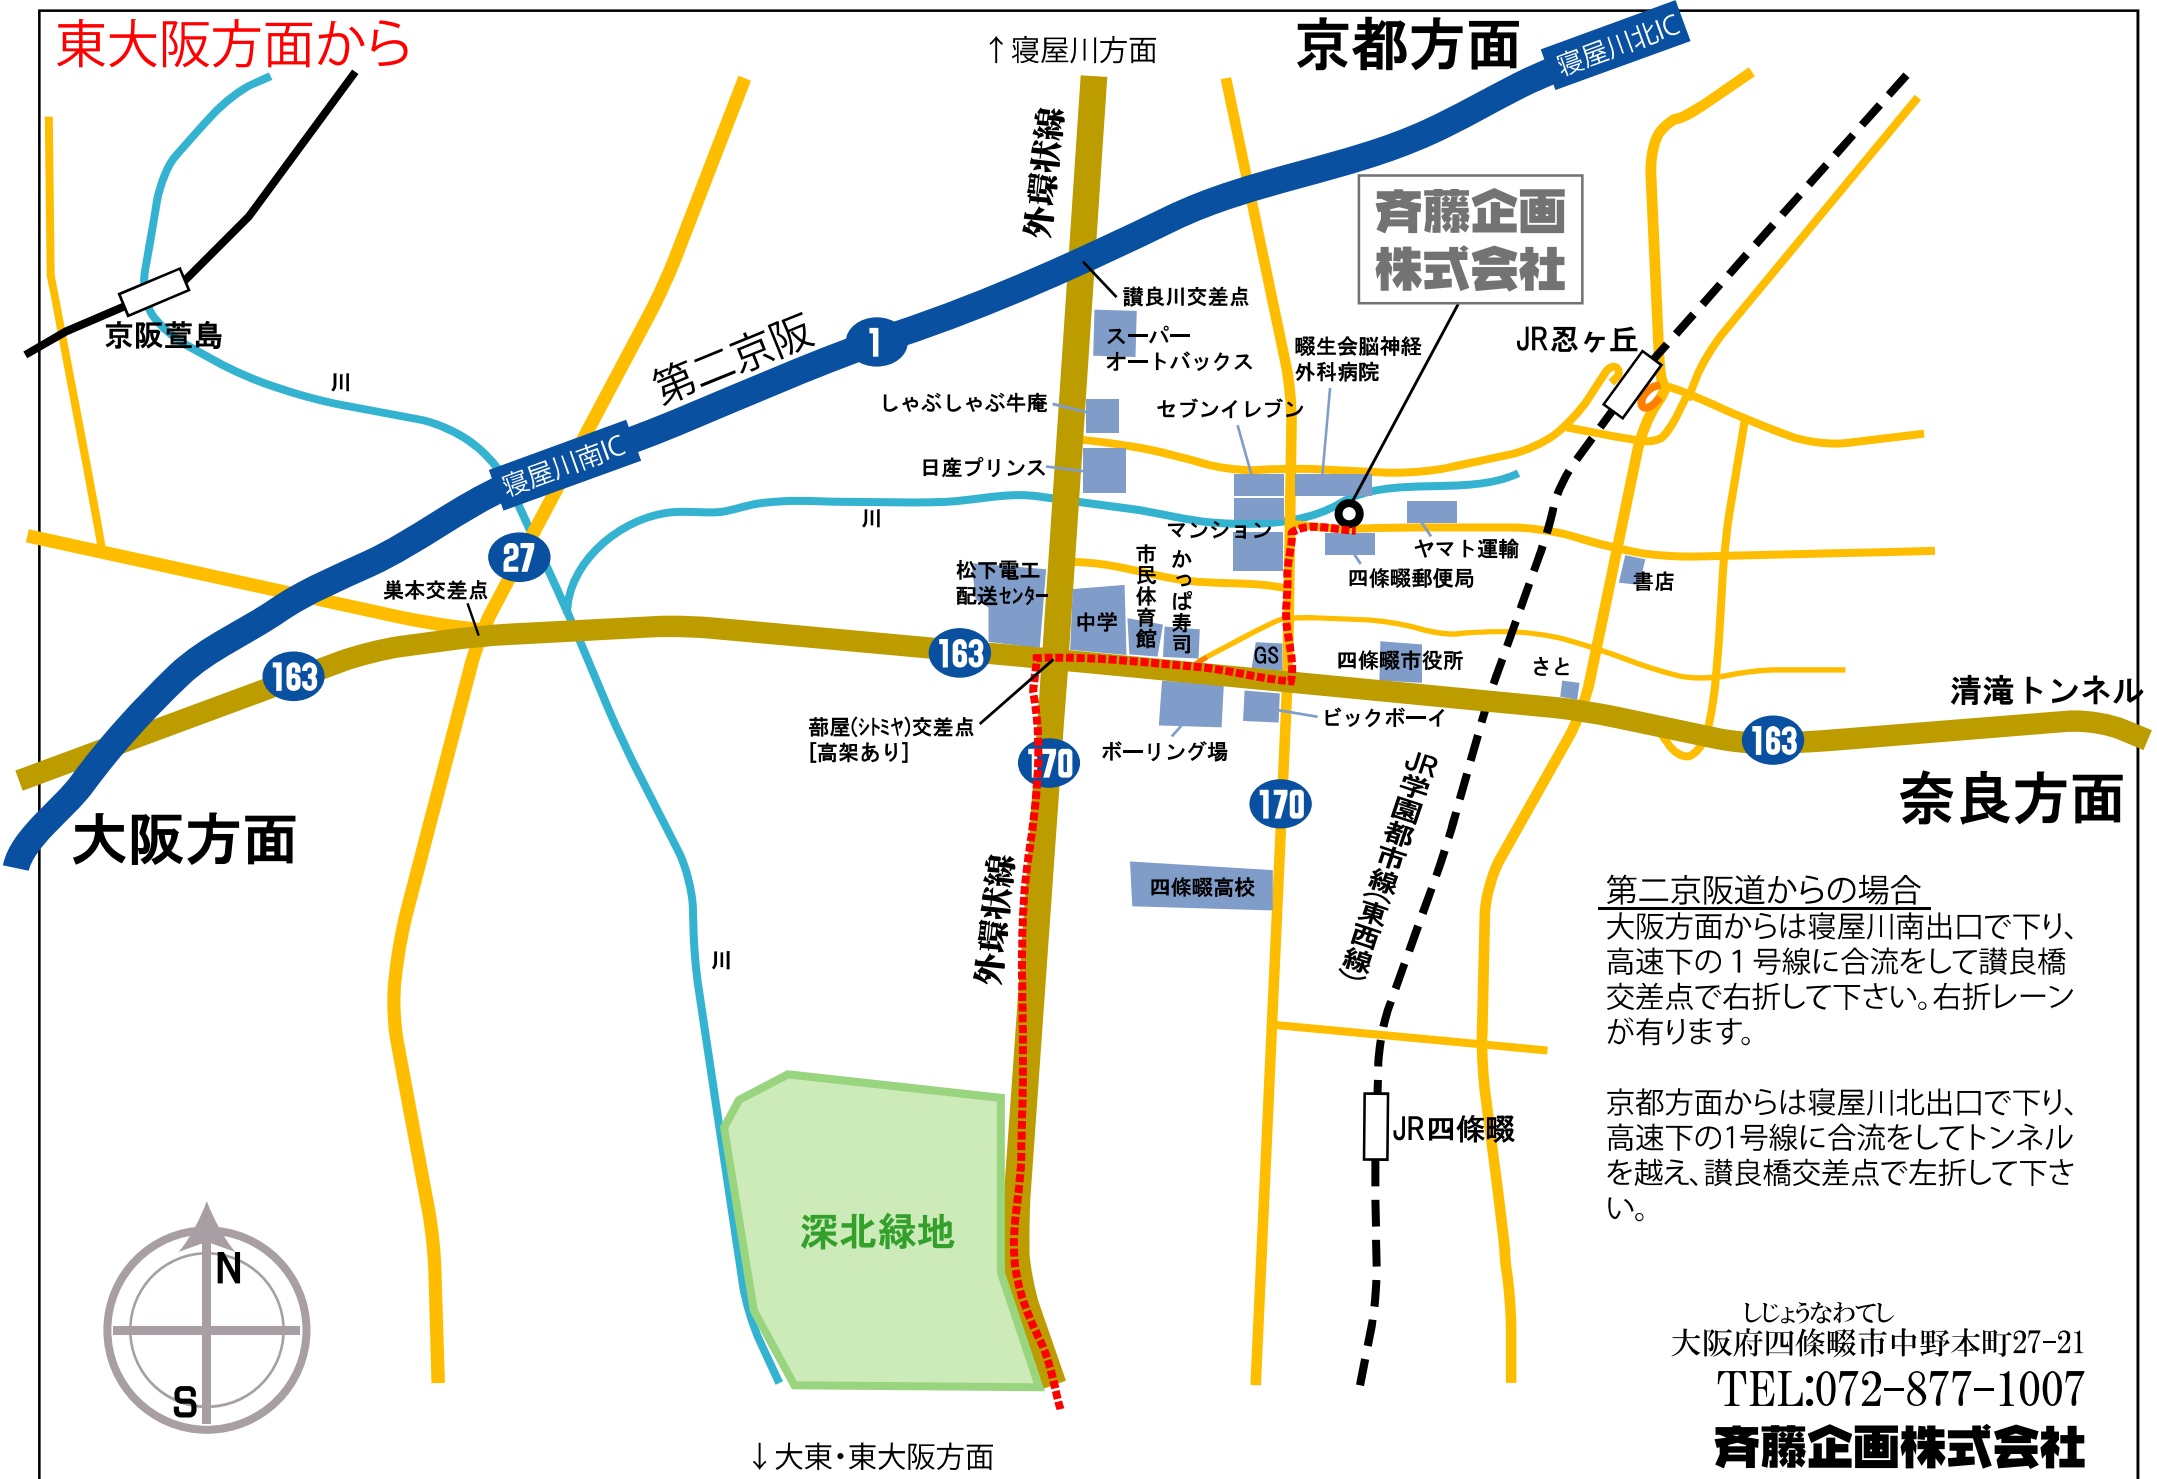 東大阪方面から
↑寝屋川方面
京都方面
寝屋川北IC
外環状線
斉藤企画
株式会社
讃良川交差点
スーパー
オートバックス
畷生会脳神経
外科病院
JR忍ヶ丘
京阪萱島
川
第二京阪
1
しゃぶしゃぶ牛庵
セブンイレブン
寝屋川南IC
日産プリンス
川
マンション
ヤマト運輸
27
市民体育館
かっぱ寿司
四條畷郵便局
書店
松下電工
配送センター
巣本交差点
中学
163
163
GS
四條畷市役所
さと
清滝トンネル
蔀屋(シトミヤ)交差点
[高架あり]
ビックボーイ
ボーリング場
163
170
170
JR学園都市線(東西線)
大阪方面
奈良方面
外環状線
四條畷高校
川
第二京阪道からの場合
大阪方面からは寝屋川南出口で下り、
高速下の１号線に合流をして讃良橋
交差点で右折して下さい。右折レーン
が有ります。
京都方面からは寝屋川北出口で下り、
高速下の1号線に合流をしてトンネル
を越え、讃良橋交差点で左折して下さ
い。
JR四條畷
深北緑地
N
S
しじょうなわてし
大阪府四條畷市中野本町27-21
TEL:072-877-1007
斉藤企画株式会社
↓大東・東大阪方面